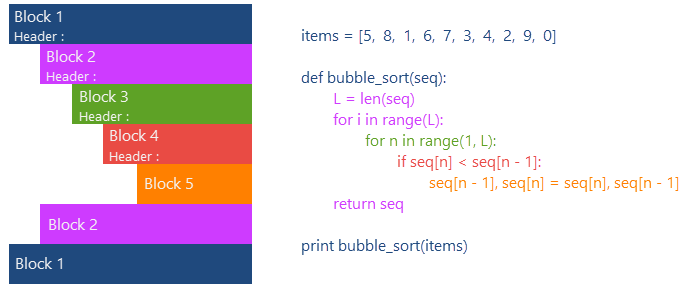 Block 1
Header :
Block 2
Header :
Block 3
Header :
Block 4
Header :
Block 5
Block 2
Block 1
items = [5, 8, 1, 6, 7, 3, 4, 2, 9, 0]
def bubble_sort(seq):
L = len(seq)
for i in range(L):
for n in range(1, L):
if seq[n] < seq[n - 1]:
seq[n - 1], seq[n] = seq[n], seq[n - 1]
return seq
print bubble_sort(items)